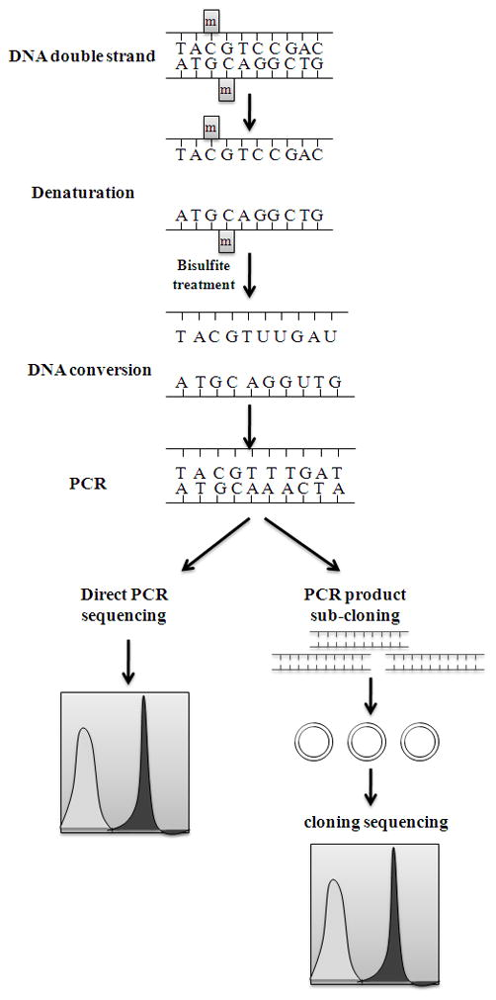 m
TACGTCCGAC
DNA double strand
ATGCAGGCTG
m
m
TACGTCCGAC
Denaturation
ATGCAGGCTG
m
Bisulfite
treatment
TACGTUUGAU
DNA conversion
ATGCAGGUTG
TACGTTTGAT
PCR
ATGCAAACTA
Direct PCR
sequencing
PCR product
sub-cloning
cloning sequencing